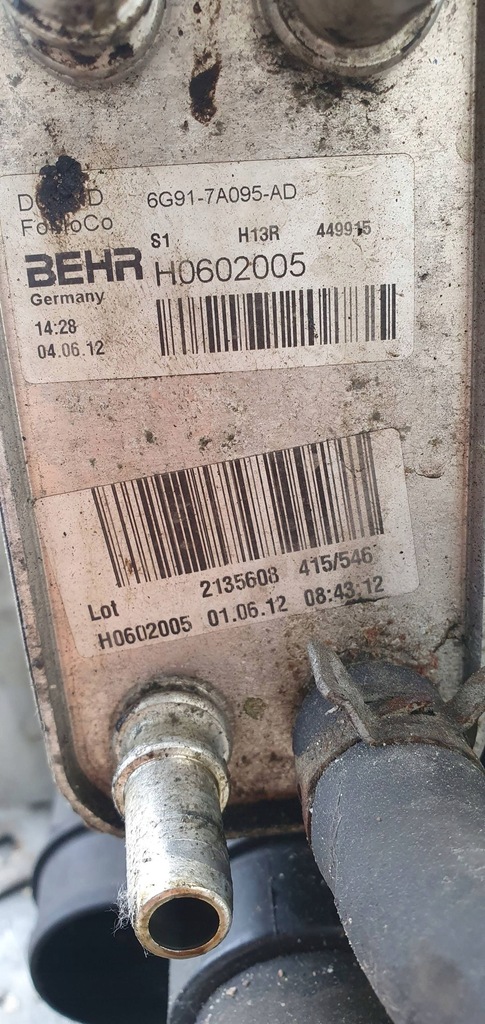 6G91-7A095-AD
FoMoCo
S1 H13R 449915
BEHR H0602005
Germany
14:28
04.06.12
2135608 415/546
Lot
H0602005 01.06.12 08:43:12